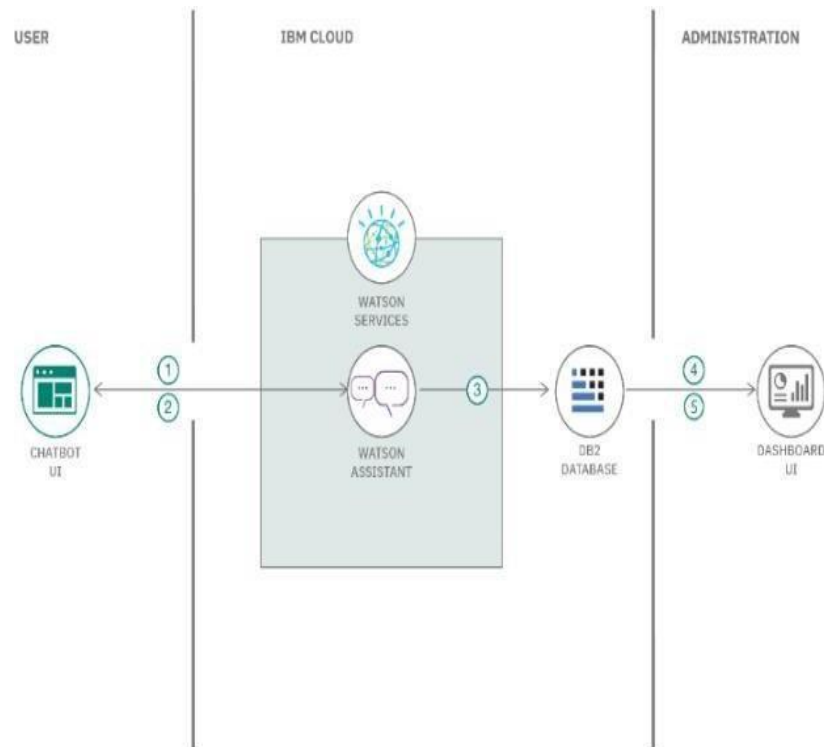 USER
IBM CLOUD
ADMINISTRATION
WATSON
SERVICES
1
2
3
4
5
CHATBOT
UI
WATSON
ASSISTANT
DB2
DATABASE
DASHBOARD
UI